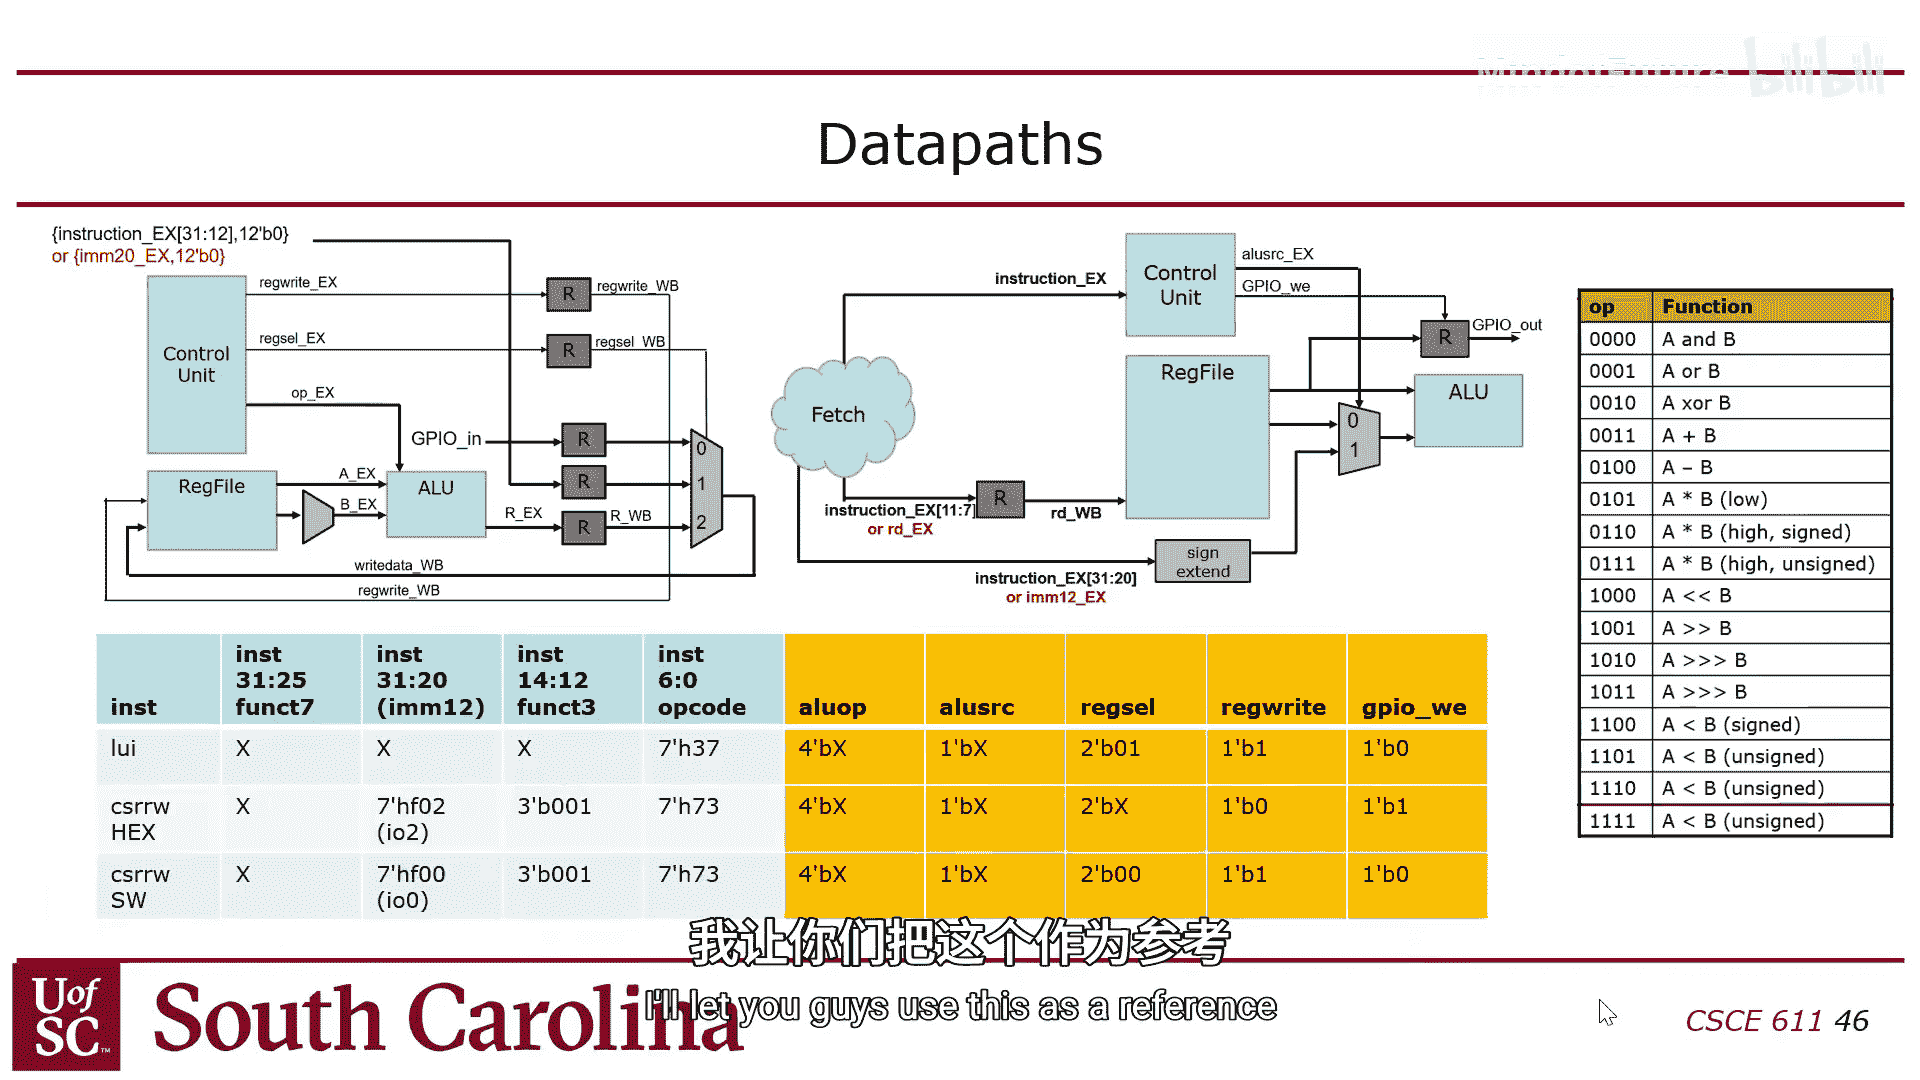 Datapaths
{instruction_EX[31:12],12'b0}
or {imm20_EX,12'b0}
Control
Unit
regwrite_EX
R
regwrite_WB
regsel_EX
R
regsel_WB
op_EX
GPIO_in
R
0
R
1
RegFile
A_EX
B_EX
ALU
R_EX
R
R_WB
2
writedata_WB
regwrite_WB
instruction_EX
Control
Unit
alusrc_EX
GPIO_we
R
GPIO_out
Fetch
RegFile
ALU
0
1
instruction_EX[11:7]
or rd_EX
R
rd_WB
sign
extend
instruction_EX[31:20]
or imm12_EX
op Function
0000 A and B
0001 A or B
0010 A xor B
0011 A + B
0100 A – B
0101 A * B (low)
0110 A * B (high, signed)
0111 A * B (high, unsigned)
1000 A << B
1001 A >> B
1010 A >>> B
1011 A >>> B
1100 A < B (signed)
1101 A < B (unsigned)
1110 A < B (unsigned)
1111 A < B (unsigned)
inst
inst
31:25
funct7
inst
31:20
(imm12)
inst
14:12
funct3
inst
6:0
opcode
aluop
alusrc
regsel
regwrite
gpio_we
lui X X X 7'h37 4'bX 1'bX 2'b01 1'b1 1'b0
csrrw X 7'hf02 3'b001 7'h73 4'bX 1'bX 2'bX 1'b0 1'b1
HEX (io2)
csrrw X 7'hf00 3'b001 7'h73 4'bX 1'bX 2'b00 1'b1 1'b0
SW (io0)
我让你们把这个作为参考
I'll let you guys use this as a reference
UofSC™
South Carolina
CSCE 611 46
bilibili